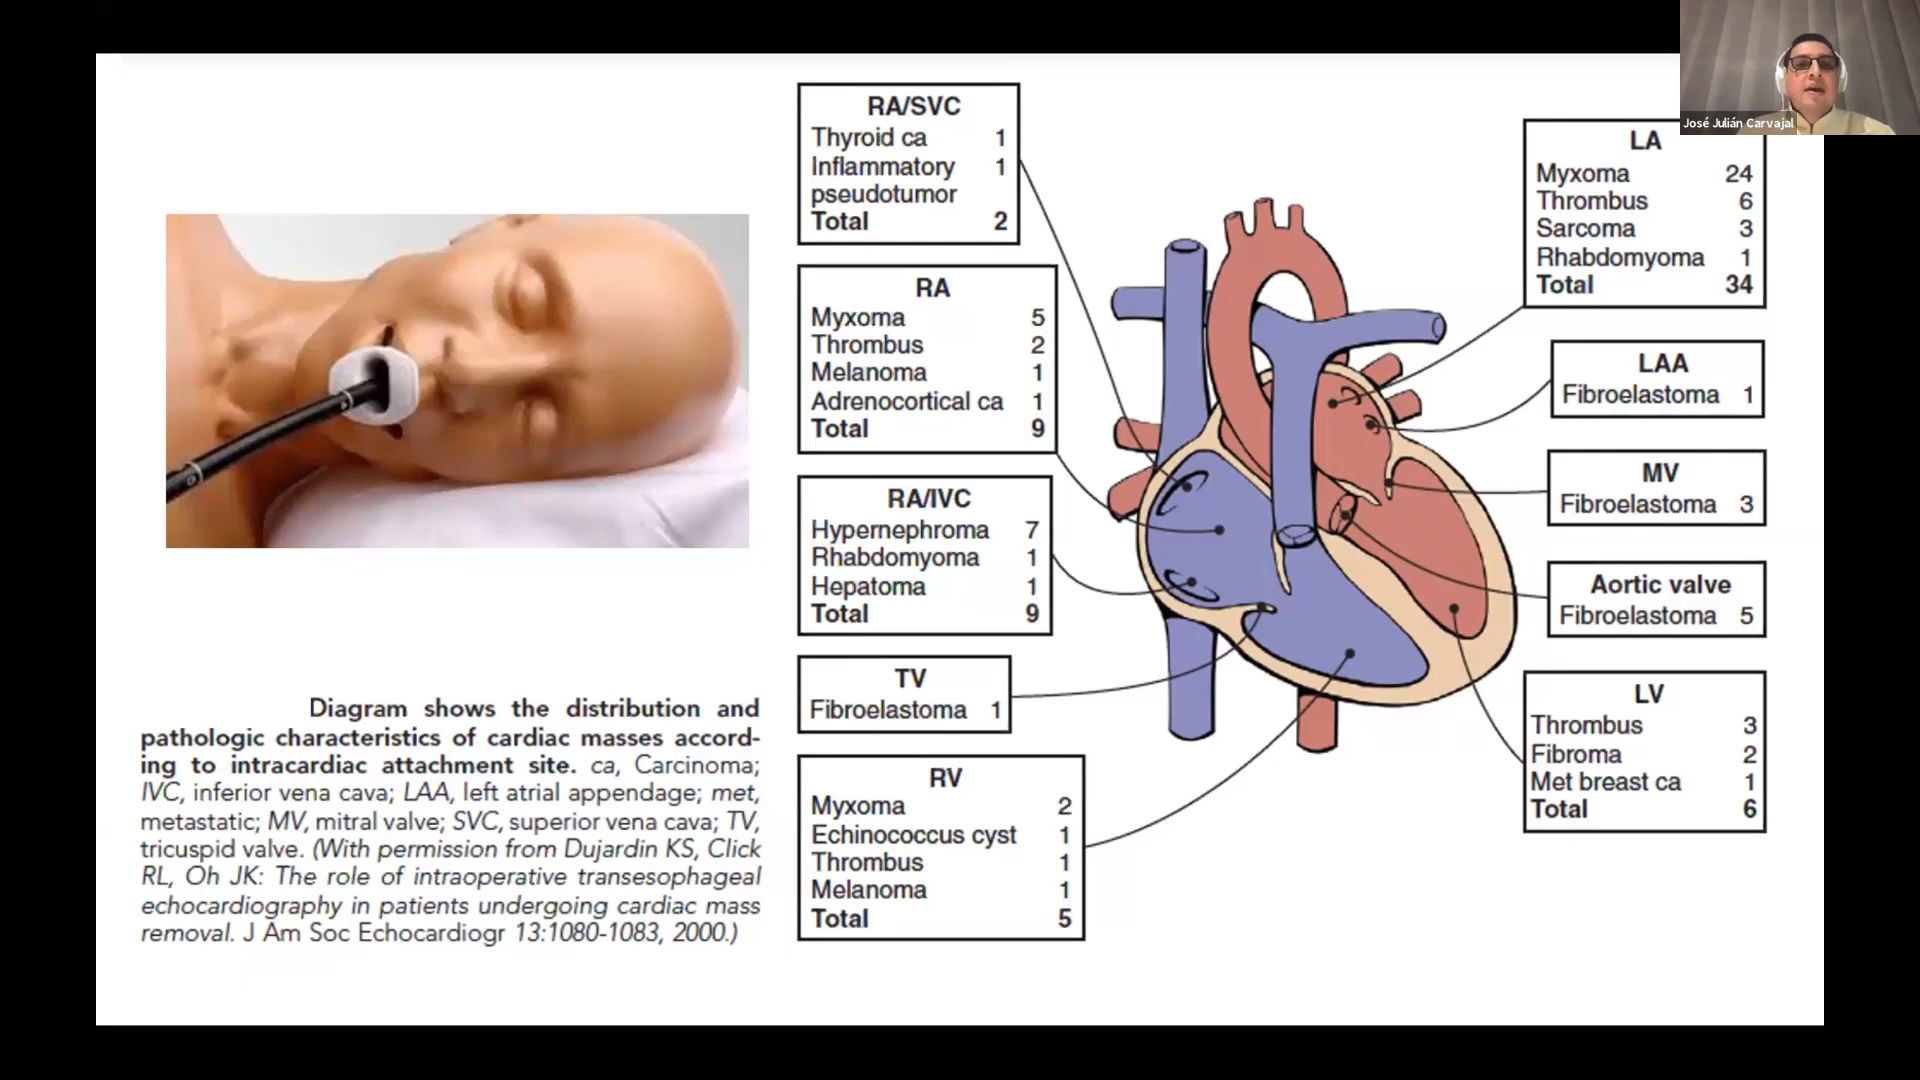 José Julián Carvajal
RA/SVC
Thyroid ca 1
Inflammatory 1
pseudotumor
Total 2
RA
Myxoma 5
Thrombus 2
Melanoma 1
Adrenocortical ca 1
Total 9
RA/IVC
Hypernephroma 7
Rhabdomyoma 1
Hepatoma 1
Total 9
TV
Fibroelastoma 1
RV
Myxoma 2
Echinococcus cyst 1
Thrombus 1
Melanoma 1
Total 5
LA
Myxoma 24
Thrombus 6
Sarcoma 3
Rhabdomyoma 1
Total 34
LAA
Fibroelastoma 1
MV
Fibroelastoma 3
Aortic valve
Fibroelastoma 5
LV
Thrombus 3
Fibroma 2
Met breast ca 1
Total 6
Diagram shows the distribution and
pathologic characteristics of cardiac masses accord-
ing to intracardiac attachment site. ca, Carcinoma;
IVC, inferior vena cava; LAA, left atrial appendage; met,
metastatic; MV, mitral valve; SVC, superior vena cava; TV,
tricuspid valve. (With permission from Dujardin KS, Click
RL, Oh JK: The role of intraoperative transesophageal
echocardiography in patients undergoing cardiac mass
removal. J Am Soc Echocardiogr 13:1080-1083, 2000.)